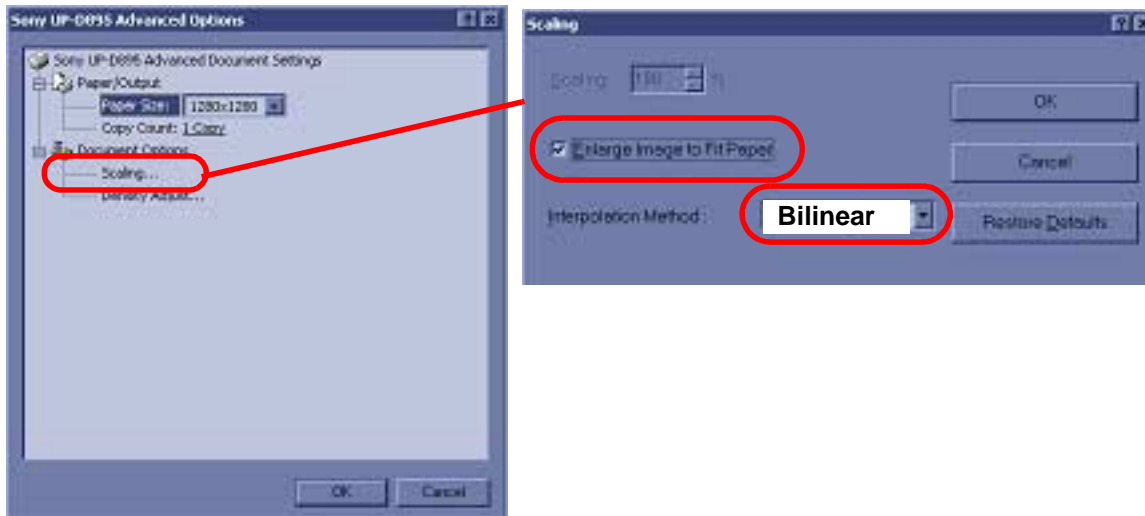 Sony UP-D895 Advanced Options
Sony UP-D895 Advanced Document Settings
Paper/Output
Paper Size: 1280x1280
Copy Count: 1 Copy
Document Options
Scaling...
Density Adjust...
OK Cancel
Scaling
Scaling: %
OK
Enlarge Image to Fit Paper
Cancel
Interpolation Method: Bilinear
Restore Defaults